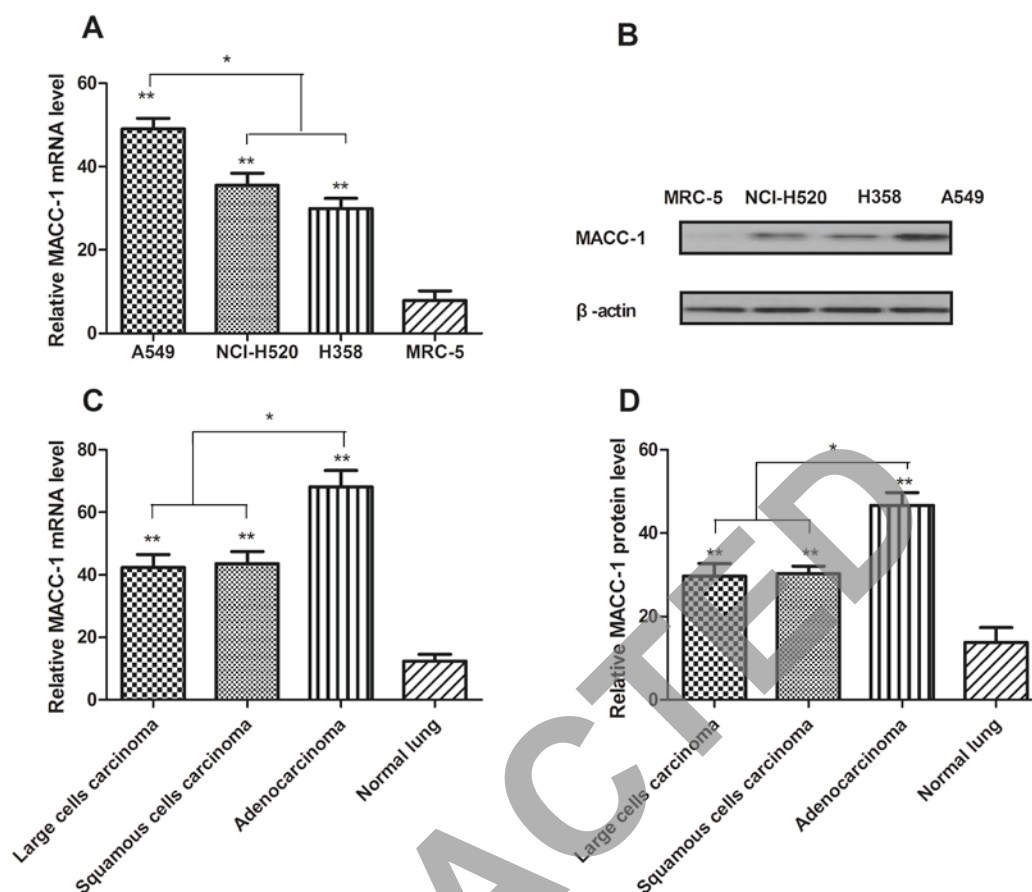 A
Relative MACC-1 mRNA level
60
40
20
0
*
**
**
**
A549 NCI-H520 H358 MRC-5
B
MRC-5 NCI-H520 H358 A549
MACC-1
β-actin
C
Relative MACC-1 mRNA level
80
60
40
20
0
*
**
**
**
Large cells carcinoma
Squamous cells carcinoma
Adenocarcinoma
Normal lung
D
Relative MACC-1 protein level
60
40
20
0
*
**
**
**
Large cells carcinoma
Squamous cells carcinoma
Adenocarcinoma
Normal lung
ACTED